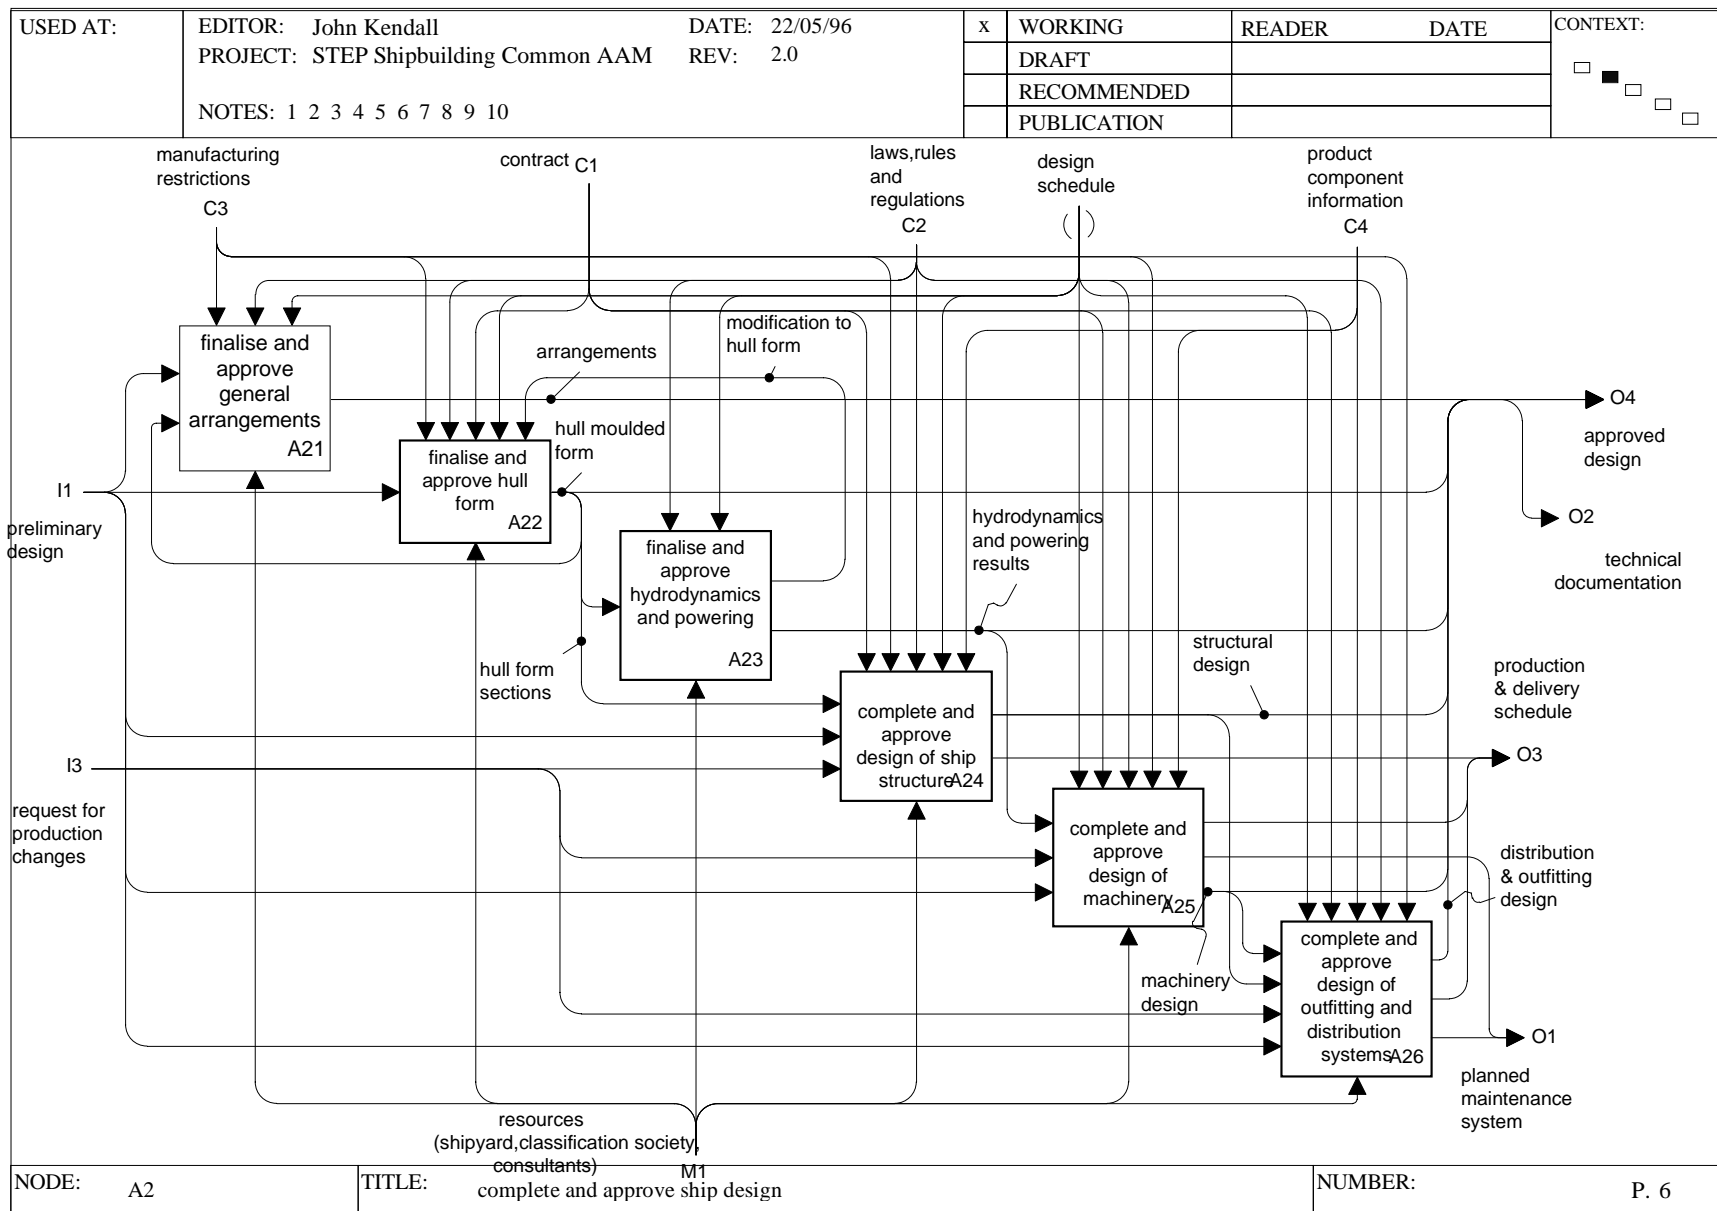 USED AT:
EDITOR: John Kendall
DATE: 22/05/96
PROJECT: STEP Shipbuilding Common AAM
REV: 2.0
NOTES: 1 2 3 4 5 6 7 8 9 10
x WORKING
DRAFT
RECOMMENDED
PUBLICATION
READER DATE
CONTEXT:
manufacturing
restrictions
C3
contract C1
laws,rules
and
regulations
C2
design
schedule
product
component
information
C4
finalise and
approve
general
arrangements
A21
arrangements
modification to
hull form
O4
approved
design
hull moulded
form
finalise and
approve hull
form
A22
I1
preliminary
design
O2
technical
documentation
hydrodynamics
and powering
results
finalise and
approve
hydrodynamics
and powering
A23
hull form
sections
structural
design
production
& delivery
schedule
complete and
approve
design of ship
structure
A24
O3
I3
request for
production
changes
complete and
approve
design of
machinery
A25
distribution
& outfitting
design
machinery
design
complete and
approve
design of
outfitting and
distribution
systems
A26
O1
planned
maintenance
system
resources
(shipyard,classification society,
consultants)
M1
NODE: A2
TITLE: complete and approve ship design
NUMBER: P. 6